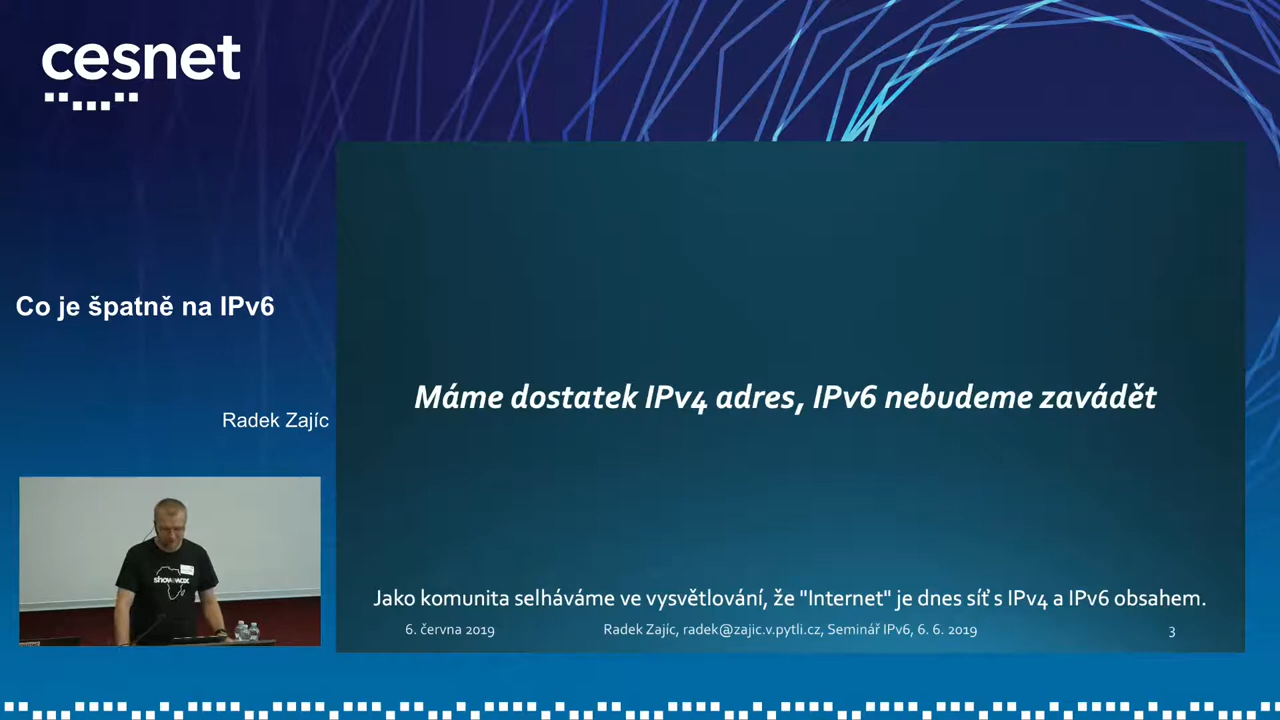 cesnet
Co je špatně na IPv6
Radek Zajíc
showmax
Máme dostatek IPv4 adres, IPv6 nebudeme zavádět
Jako komunita selháváme ve vysvětlování, že "Internet" je dnes síť s IPv4 a IPv6 obsahem.
6. června 2019
Radek Zajíc, radek@zajic.v.pytli.cz, Seminář IPv6, 6. 6. 2019
3